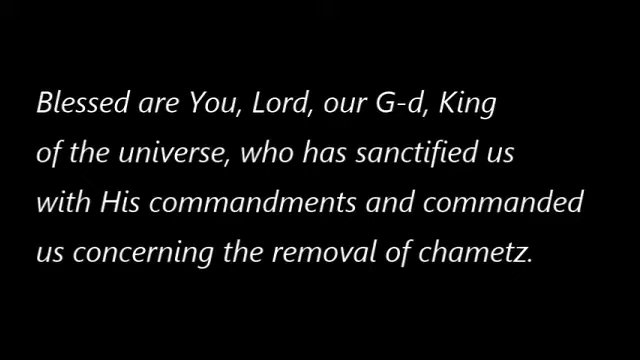 Blessed are You, Lord, our G-d, King
of the universe, who has sanctified us
with His commandments and commanded
us concerning the removal of chametz.